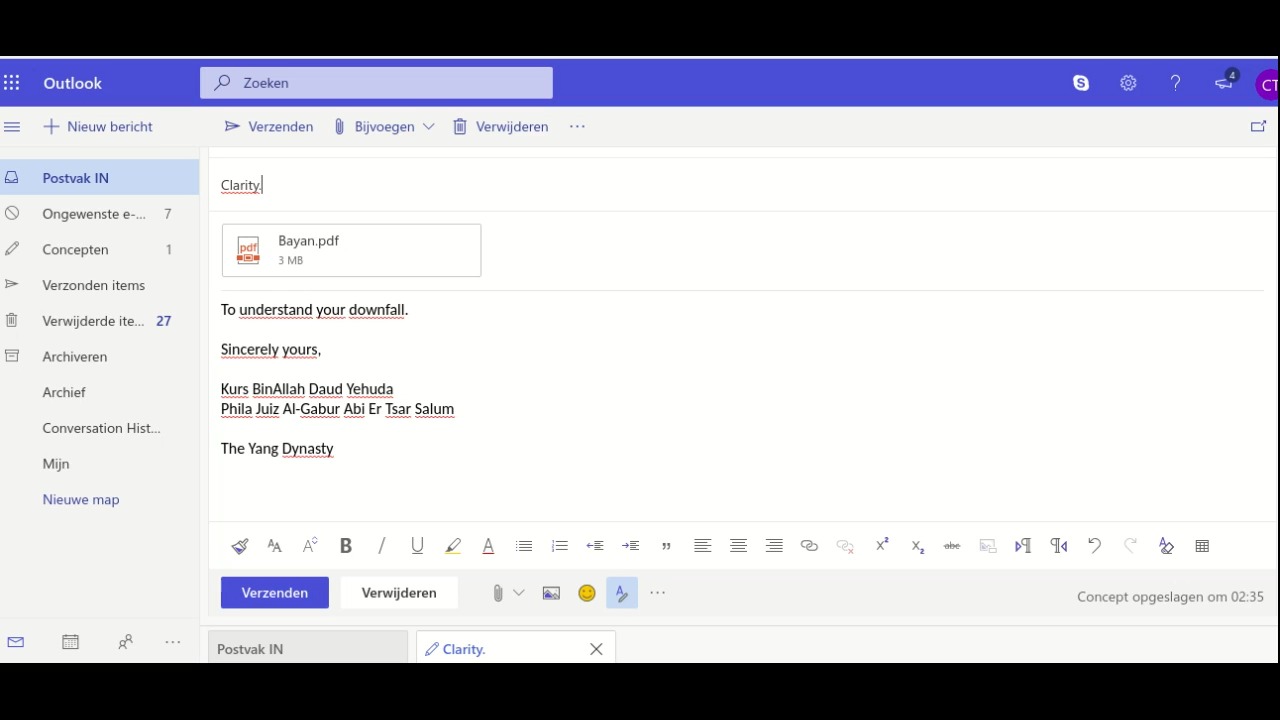 Outlook
Zoeken
4
CT
Nieuw bericht
Verzenden
Bijvoegen
Verwijderen
Postvak IN
Ongewenste e-... 7
Concepten 1
Verzonden items
Verwijderde ite... 27
Archiveren
Archief
Conversation Hist...
Mijn
Nieuwe map
Clarity.
pdf
Bayan.pdf
3 MB
To understand your downfall.
Sincerely yours,
Kurs BinAllah Daud Yehuda
Phila Juiz Al-Gabur Abi Er Tsar Salum
The Yang Dynasty
Verzenden
Verwijderen
Concept opgeslagen om 02:35
Postvak IN
Clarity.